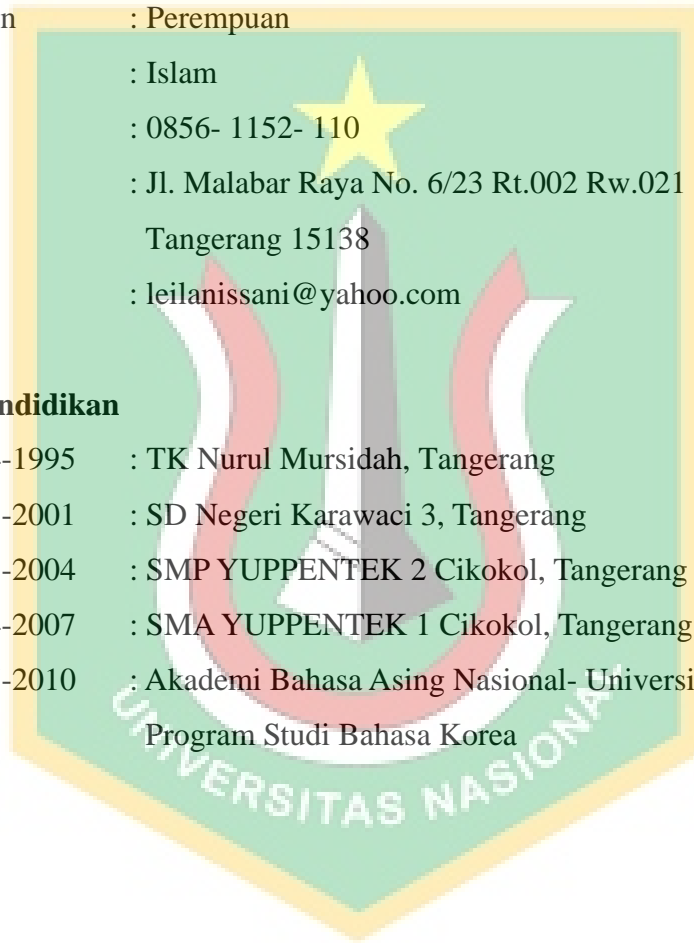 n : Perempuan
: Islam
: 0856- 1152- 110
: Jl. Malabar Raya No. 6/23 Rt.002 Rw.021
Tangerang 15138
: leilanissani@yahoo.com
ndidikan
-1995 : TK Nurul Mursidah, Tangerang
-2001 : SD Negeri Karawaci 3, Tangerang
-2004 : SMP YUPPENTEK 2 Cikokol, Tangerang
-2007 : SMA YUPPENTEK 1 Cikokol, Tangerang
-2010 : Akademi Bahasa Asing Nasional- Universi
Program Studi Bahasa Korea
UNIVERSITAS NASIONAL